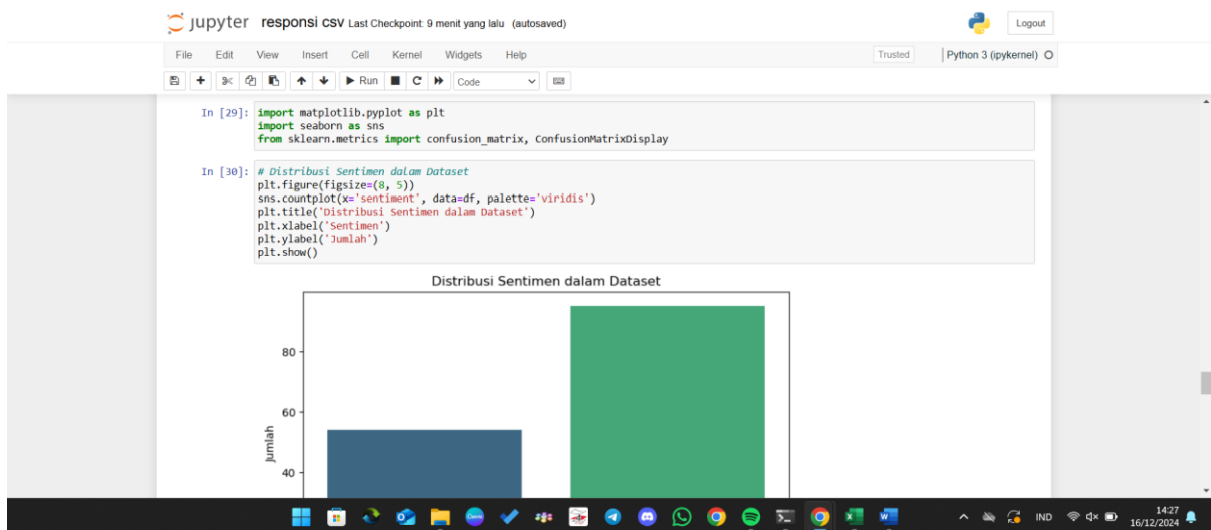 jupyter responsi csv Last Checkpoint: 9 menit yang lalu (autosaved)
Logout
File Edit View Insert Cell Kernel Widgets Help
Trusted
Python 3 (ipykernel)
Run
Code
In [29]: import matplotlib.pyplot as plt
import seaborn as sns
from sklearn.metrics import confusion_matrix, ConfusionMatrixDisplay
In [30]: # Distribusi Sentimen dalam Dataset
plt.figure(figsize=(8, 5))
sns.countplot(x='sentiment', data=df, palette='viridis')
plt.title('Distribusi Sentimen dalam Dataset')
plt.xlabel('Sentimen')
plt.ylabel('Jumlah')
plt.show()
Distribusi Sentimen dalam Dataset
80
60
Jumlah
40
IND
14:27
16/12/2024